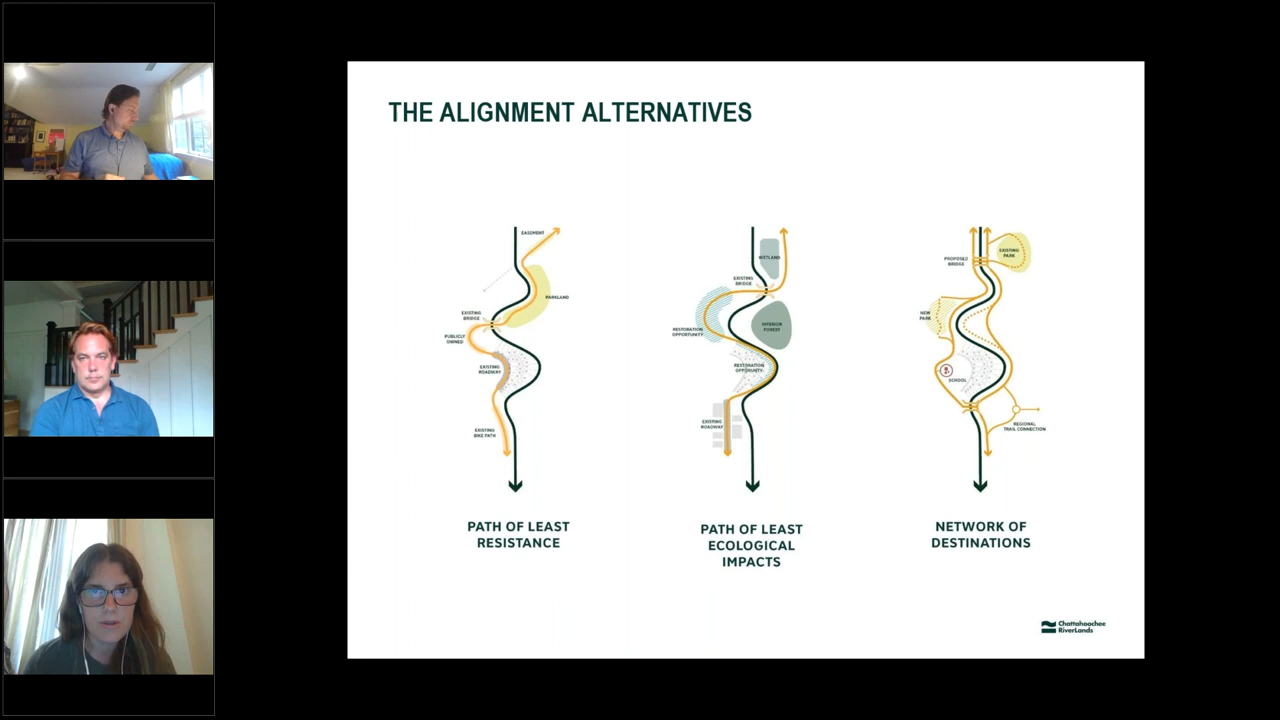 THE ALIGNMENT ALTERNATIVES
EASEMENT
PARKLAND
EXISTING
BRIDGE
PUBLICLY
OWNED
EXISTING
ROADWAY
EXISTING
BIKE PATH
PATH OF LEAST
RESISTANCE
WETLAND
EXISTING
BRIDGE
INTERIOR
FOREST
RESTORATION
OPPORTUNITY
RESTORATION
OPPORTUNITY
EXISTING
ROADWAY
PATH OF LEAST
ECOLOGICAL
IMPACTS
EXISTING
PARK
PROPOSED
BRIDGE
NEW
PARK
SCHOOL
REGIONAL
TRAIL CONNECTION
NETWORK OF
DESTINATIONS
Chattahoochee
RiverLands